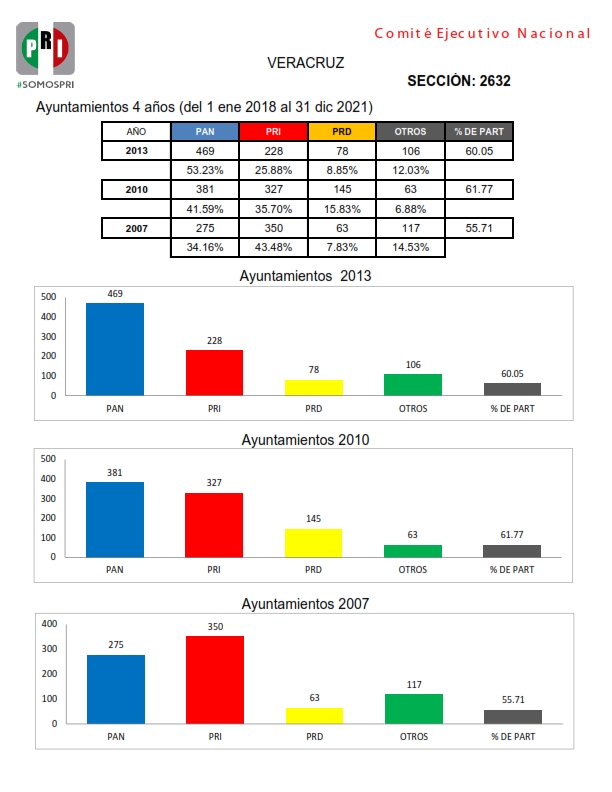 Comité Ejecutivo Nacional
PRI
#SOMOSPRI
VERACRUZ
SECCIÓN: 2632
Ayuntamientos 4 años (del 1 ene 2018 al 31 dic 2021)
AÑO PAN PRI PRD OTROS % DE PART
2013 469 228 78 106 60.05
53.23% 25.88% 8.85% 12.03%
2010 381 327 145 63 61.77
41.59% 35.70% 15.83% 6.88%
2007 275 350 63 117 55.71
34.16% 43.48% 7.83% 14.53%
Ayuntamientos 2013
500
400
300
200
100
0
469
228
78
106
60.05
PAN PRI PRD OTROS % DE PART
Ayuntamientos 2010
500
400
300
200
100
0
381
327
145
63
61.77
PAN PRI PRD OTROS % DE PART
Ayuntamientos 2007
400
300
200
100
0
275
350
63
117
55.71
PAN PRI PRD OTROS % DE PART